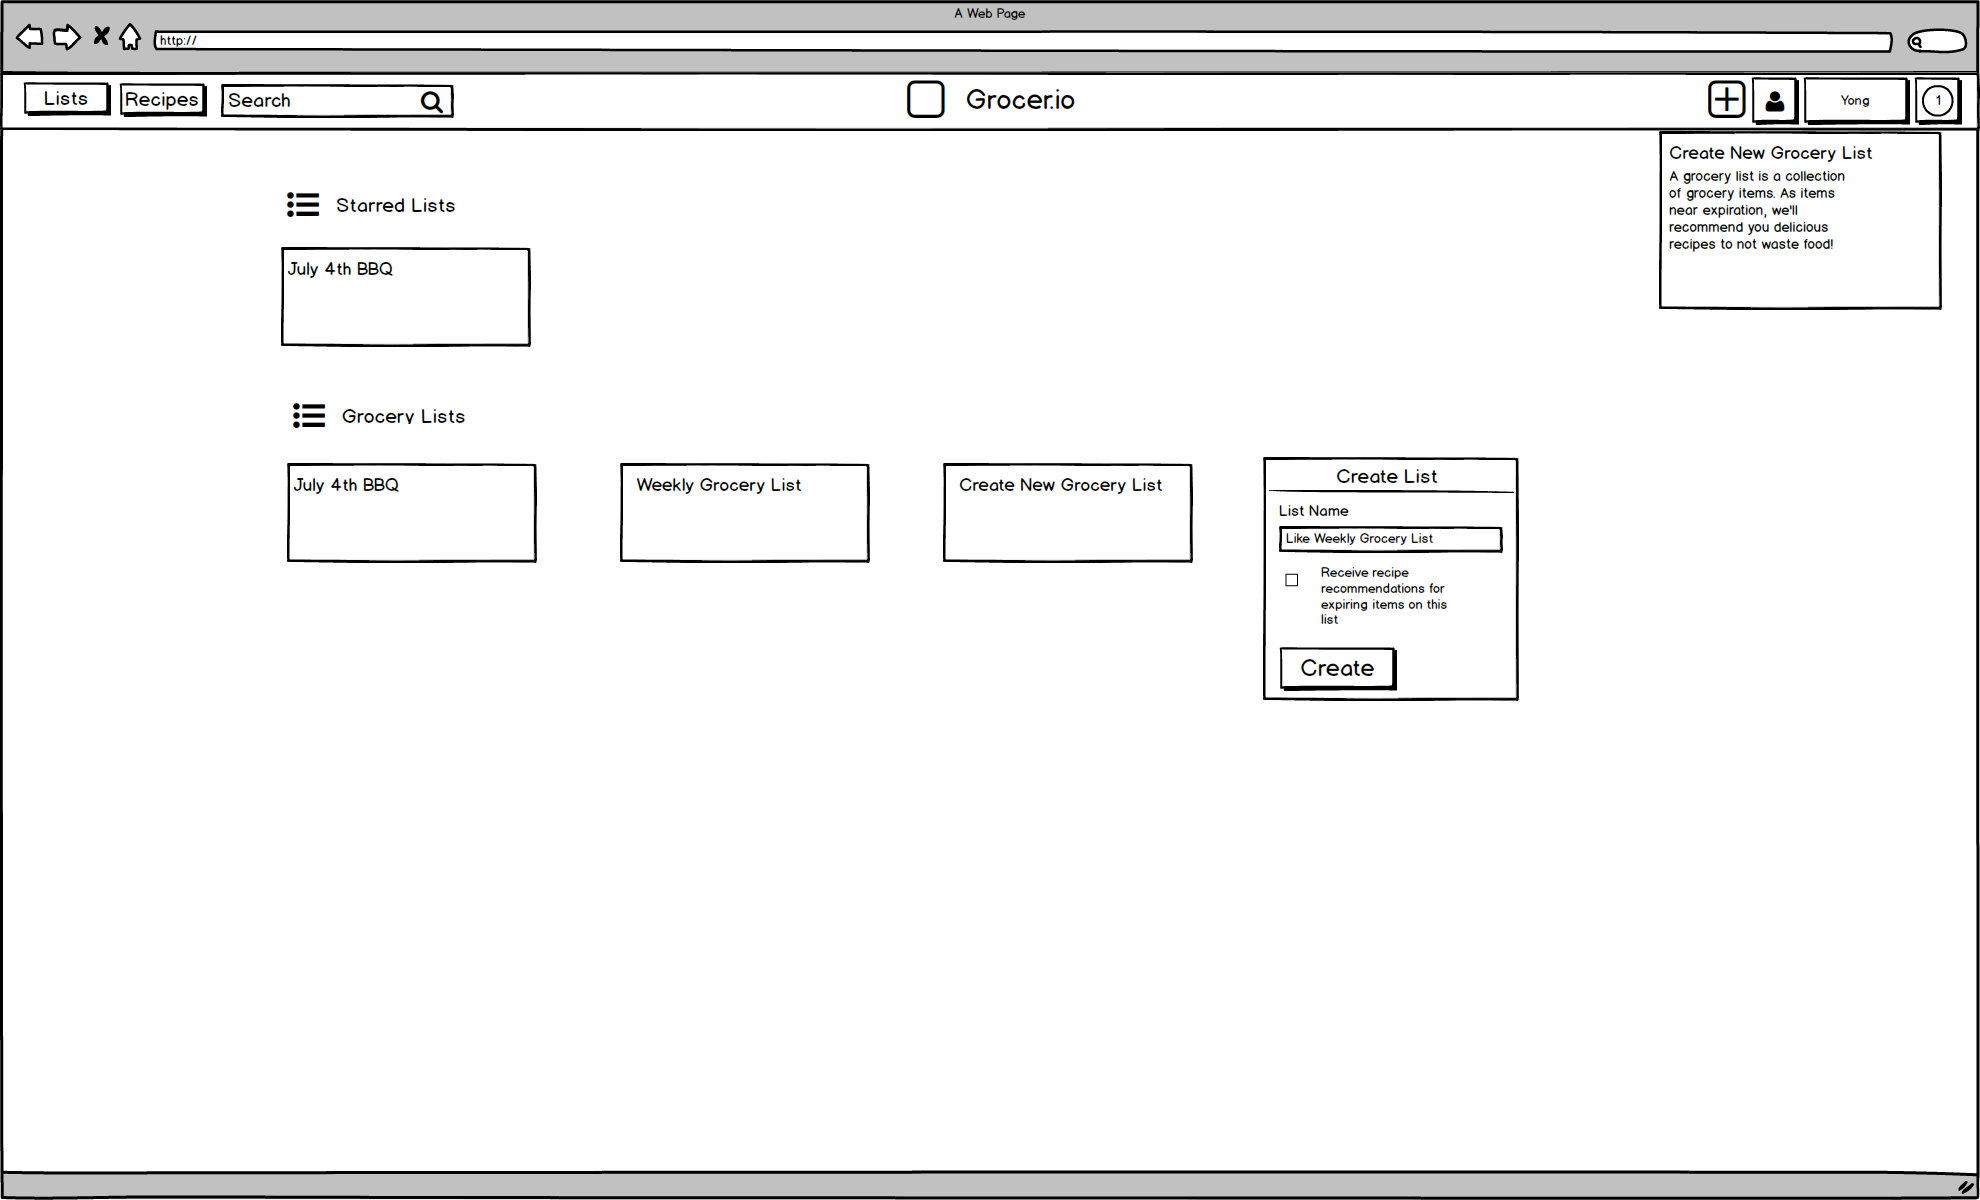 A Web Page
http://
Lists
Recipes
Search
Grocer.io
Yong
1
Create New Grocery List
A grocery list is a collection
of grocery items. As items
near expiration, we'll
recommend you delicious
recipes to not waste food!
Starred Lists
July 4th BBQ
Grocery Lists
July 4th BBQ
Weekly Grocery List
Create New Grocery List
Create List
List Name
Like Weekly Grocery List
Receive recipe
recommendations for
expiring items on this
list
Create